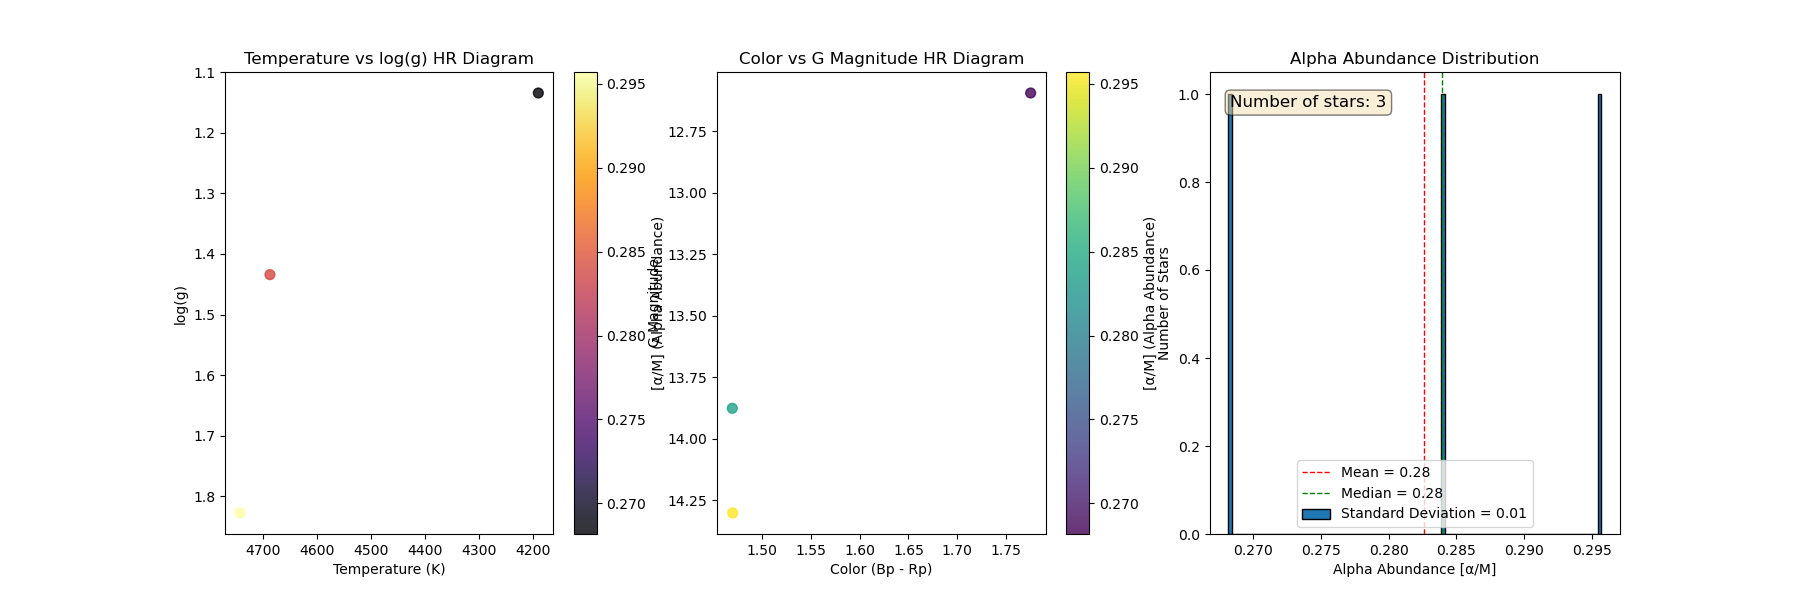 Temperature vs log(g) HR Diagram
1.1
1.2
1.3
1.4
1.5
1.6
1.7
1.8
log(g)
4700 4600 4500 4400 4300 4200
Temperature (K)
0.295
0.290
0.285
0.280
0.275
0.270
[α/M] (Alpha Abundance)
Color vs G Magnitude HR Diagram
G Magnitude
12.75
13.00
13.25
13.50
13.75
14.00
14.25
1.50 1.55 1.60 1.65 1.70 1.75
Color (Bp - Rp)
0.295
0.290
0.285
0.280
0.275
0.270
[α/M] (Alpha Abundance)
Alpha Abundance Distribution
Number of Stars
1.0
0.8
0.6
0.4
0.2
0.0
Number of stars: 3
Mean = 0.28
Median = 0.28
Standard Deviation = 0.01
0.270 0.275 0.280 0.285 0.290 0.295
Alpha Abundance [α/M]